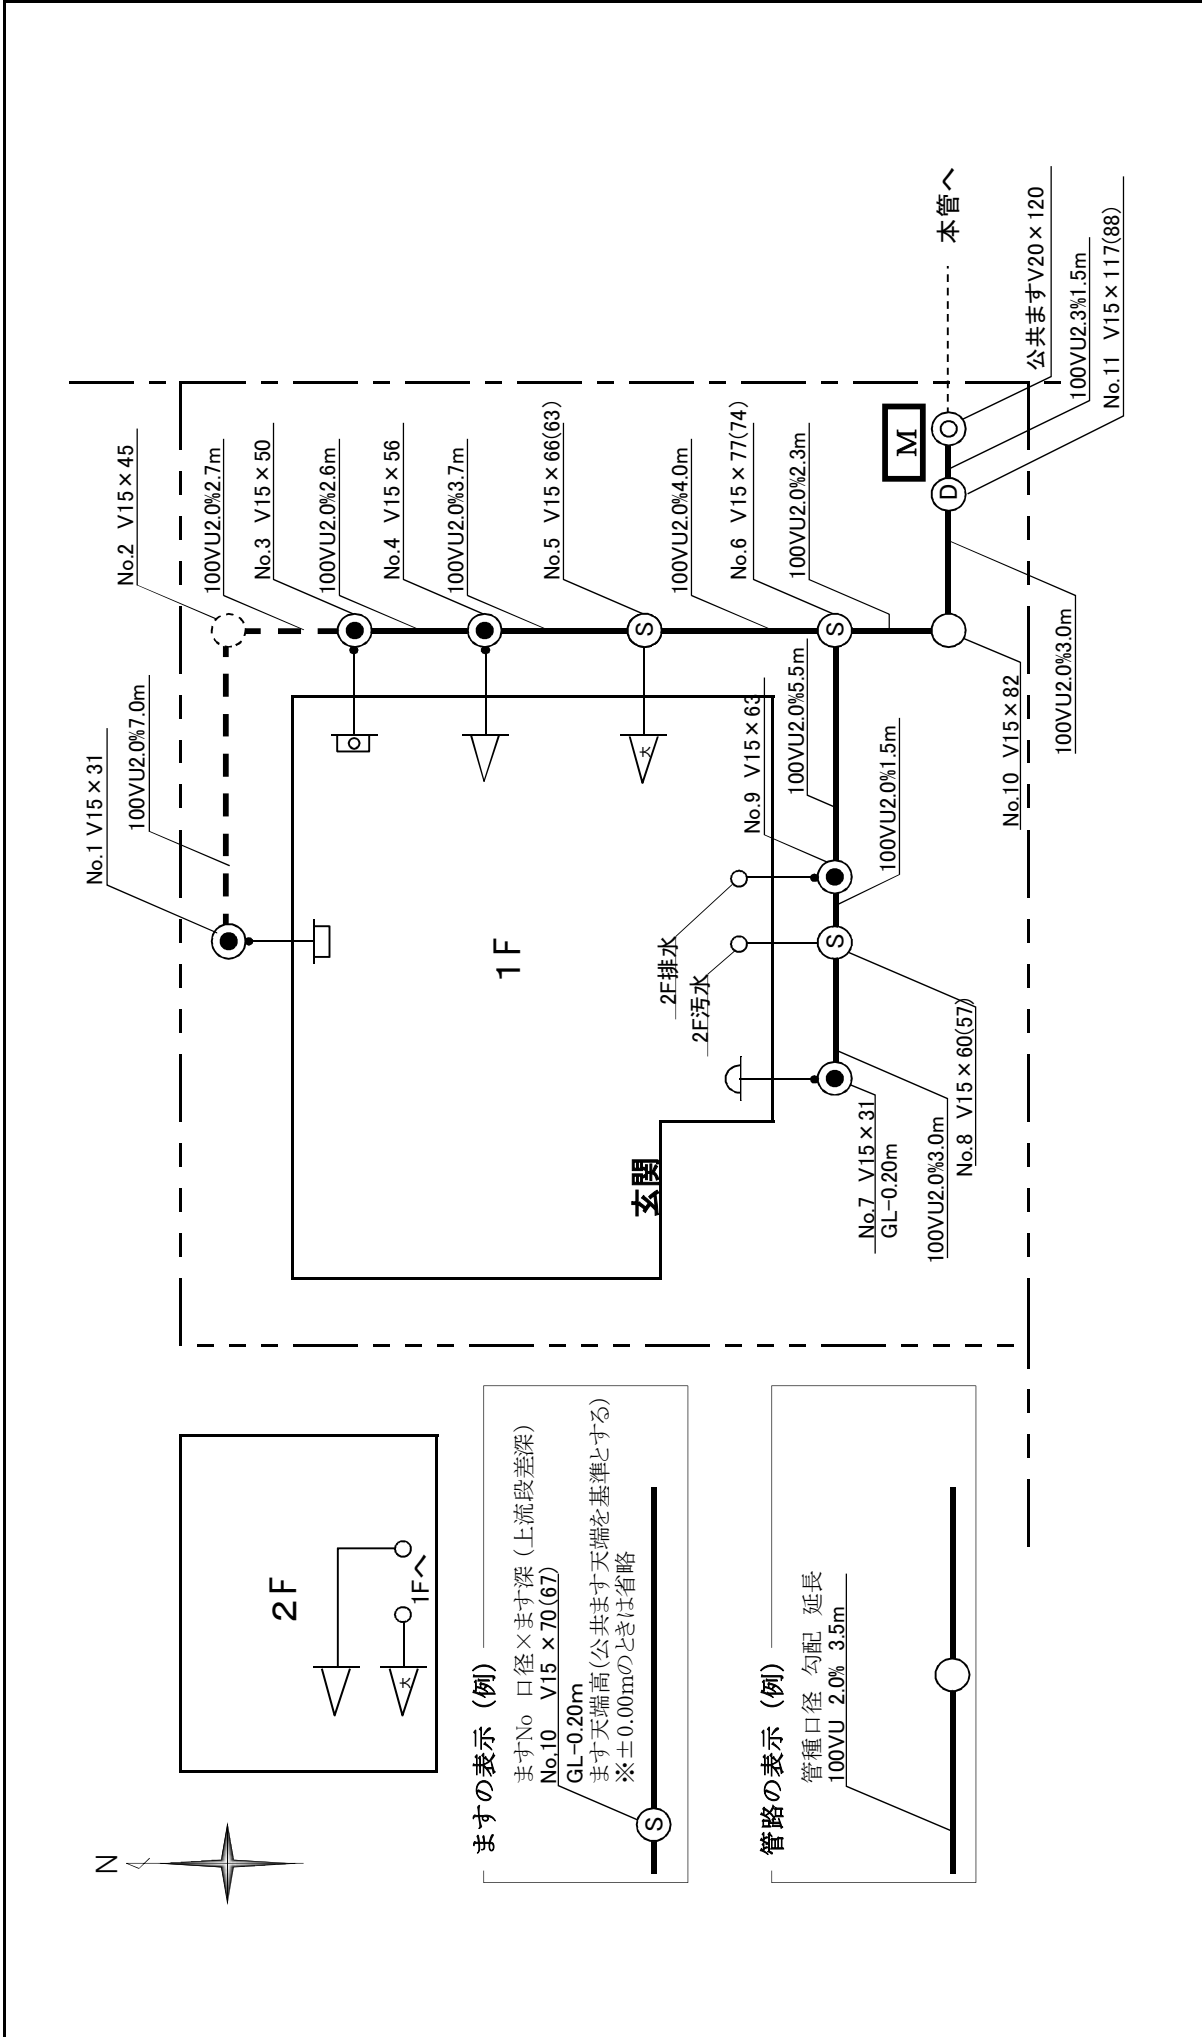 N
2F
大
1Fへ
ますの表示（例）
ますNo 口径×ます深（上流段差深）
No,10 V15×70(67)
GL-0.20m
ます天端高(公共ます天端を基準とする)
※±0.00mのときは省略
S
管路の表示（例）
管種口径 勾配 延長
100VU 2.0% 3.5m
No.1 V15×31
100VU2.0%7.0m
No.2 V15×45
100VU2.0%2.7m
No.3 V15×50
100VU2.0%2.6m
No.4 V15×56
100VU2.0%3.7m
No.5 V15×66(63)
S
大
100VU2.0%4.0m
No.6 V15×77(74)
S
100VU2.0%2.3m
1F
玄関
2F排水
2F汚水
No.7 V15×31
GL-0.20m
100VU2.0%3.0m
No.8 V15×60(57)
S
100VU2.0%1.5m
No.9 V15×63
100VU2.0%5.5m
No.10 V15×82
100VU2.0%3.0m
M
D
本管へ
公共ますV20×120
100VU2.3%1.5m
No.11 V15×117(88)